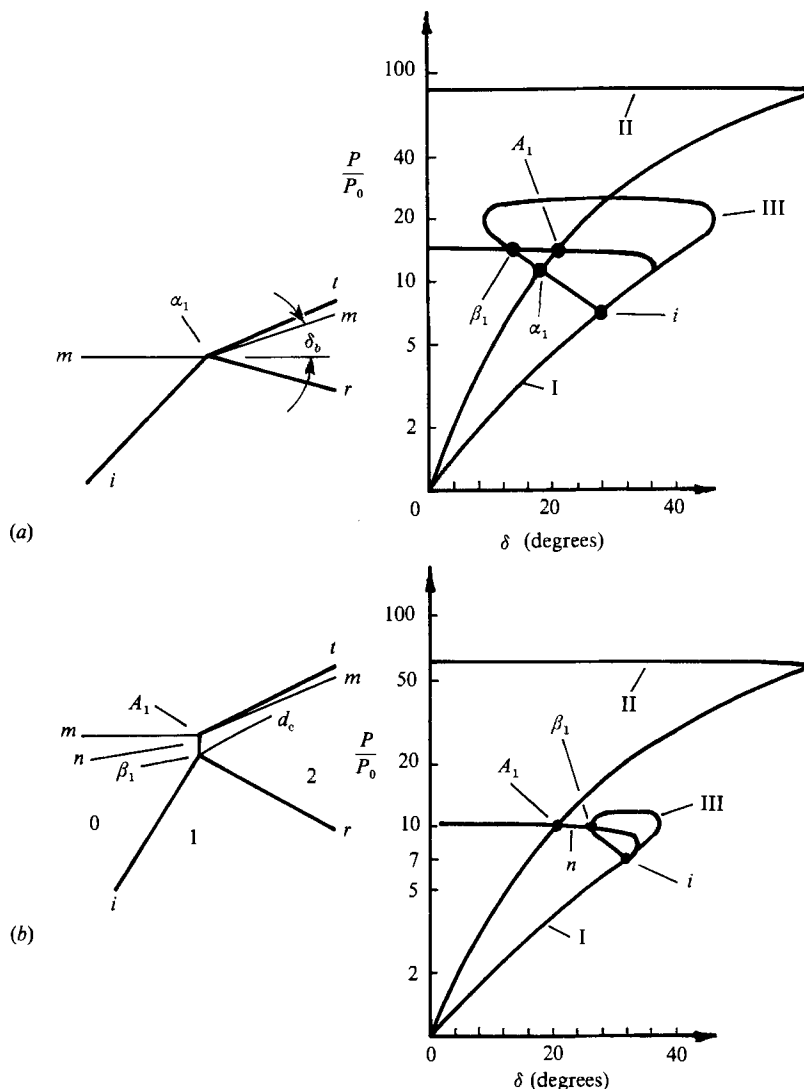 100
II
A₁
P/P₀
40
20
III
10
β₁
α₁
i
5
I
2
0
20
40
δ (degrees)
α₁
t
m
m
δ_b
r
i
(a)
100
50
II
P/P₀
β₁
A₁
20
III
10
7
n
i
5
I
2
0
20
40
δ (degrees)
t
m
A₁
d_c
m
n
β₁
2
0
1
r
i
(b)